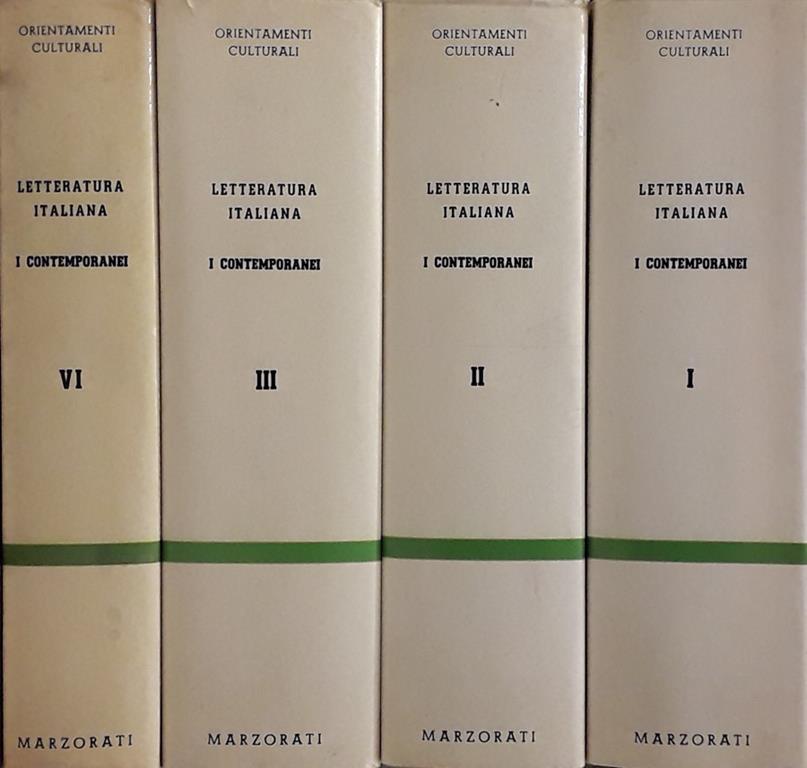 ORIENTAMENTI
CULTURALI
LETTERATURA
ITALIANA
I CONTEMPORANEI
VI
MARZORATI
ORIENTAMENTI
CULTURALI
LETTERATURA
ITALIANA
I CONTEMPORANEI
III
MARZORATI
ORIENTAMENTI
CULTURALI
LETTERATURA
ITALIANA
I CONTEMPORANEI
II
MARZORATI
ORIENTAMENTI
CULTURALI
LETTERATURA
ITALIANA
I CONTEMPORANEI
I
MARZORATI